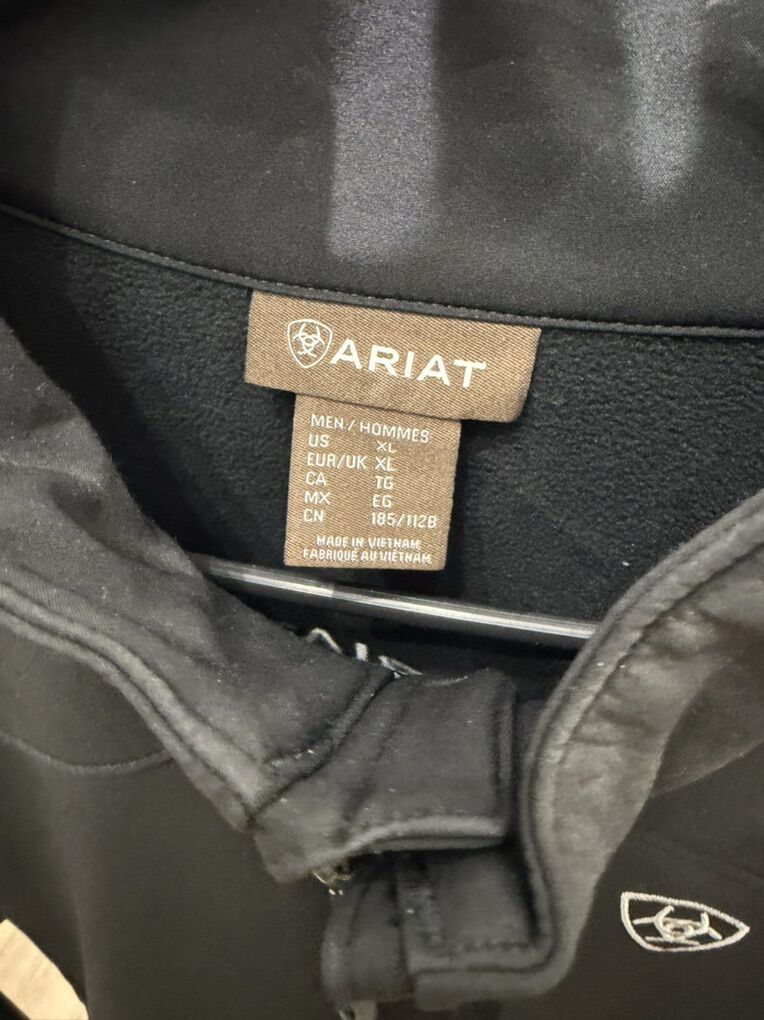 ARIAT
MEN / HOMMES
US XL
EUR/UK XL
CA TG
MX EG
CN 185/112B
MADE IN VIETNAM
FABRIQUÉ AU VIÊTNAM